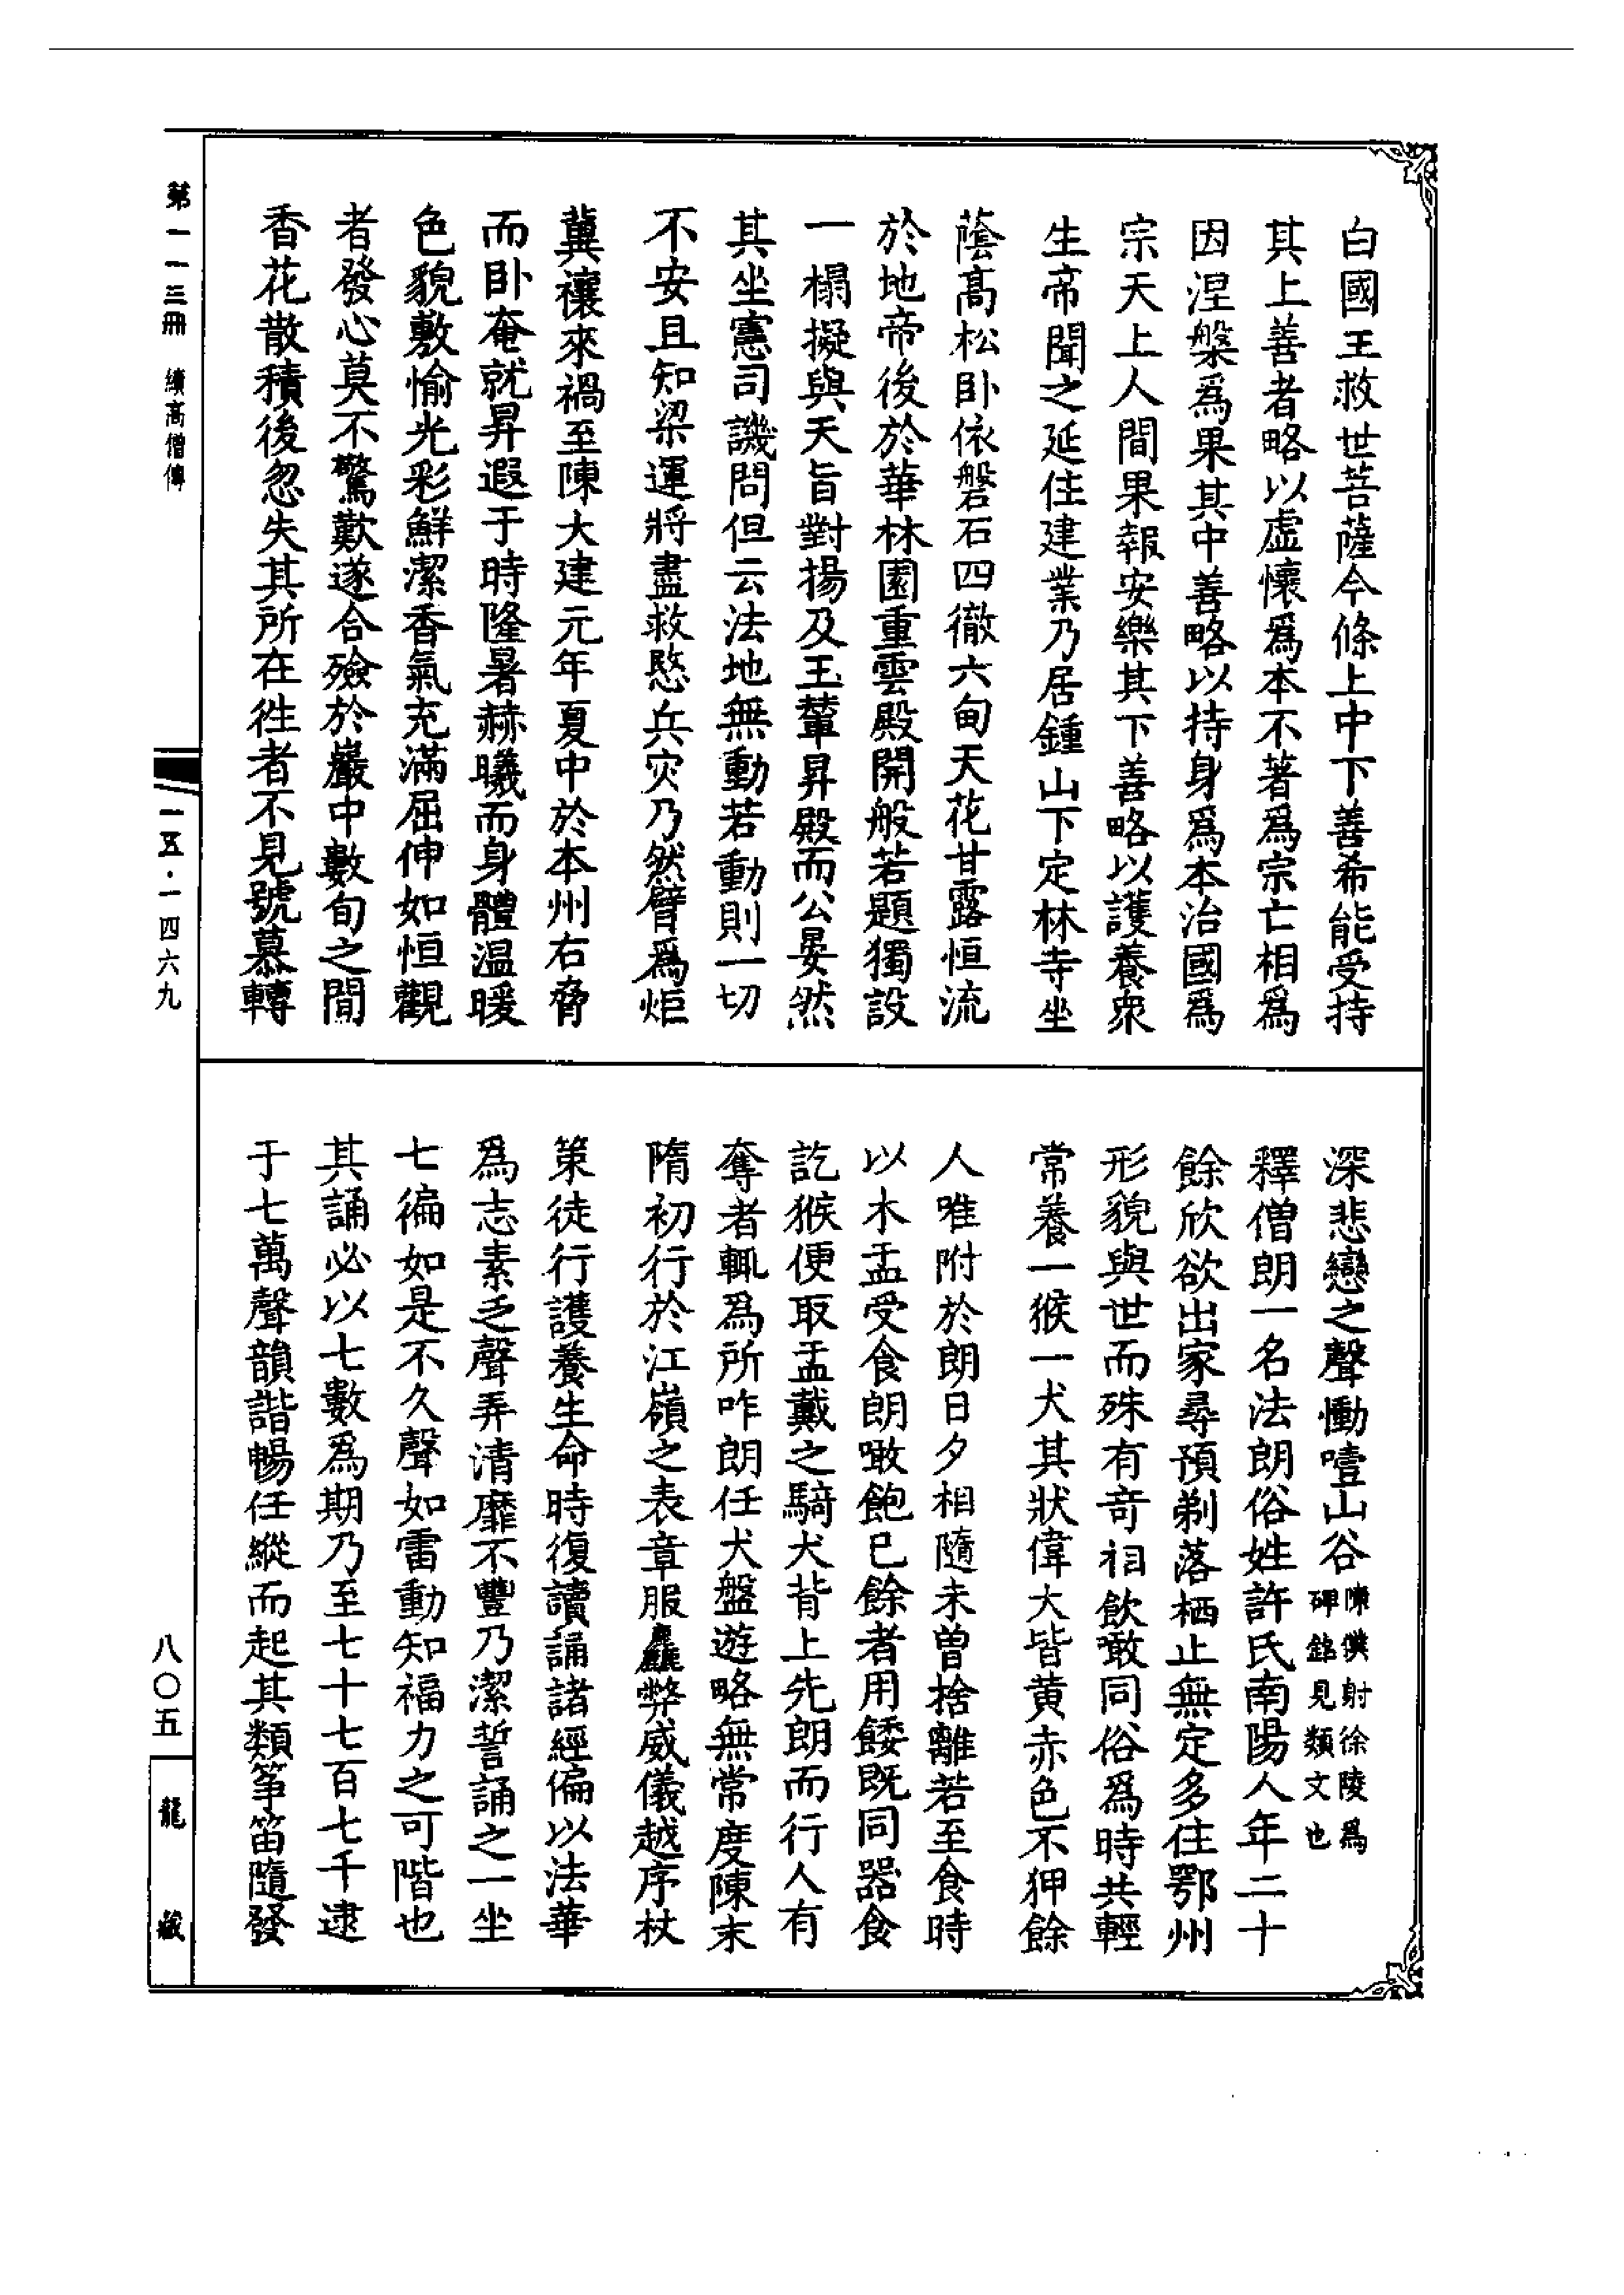 白國王救世菩薩今條上中下善希能受持
其上善者略以虛懷爲本不著爲宗亡相爲
因涅槃爲果其中善略以持身爲本治國爲
宗天上人間果報安樂其下善略以護養衆
生帝聞之延住建業乃居鍾山下定林寺坐
蔭高松卧依磐石四徹六旬天花甘露恒流
於地帝後於華林園重雲殿開般若題獨設
一榻擬與天旨對揚及玉輦昇殿而公晏然
其坐憲司譏問但云法地無動若動則一切
不安且知梁運將盡救愍兵灾乃然臂爲炬
冀禳來禍至陳大建元年夏中於本州右脅
而卧奄就昇遐于時隆暑赫曦而身體温暖
色貌敷愉光彩鮮潔香氣充滿屈伸如恒觀
者發心莫不驚歎遂合殮於巖中數旬之間
香花散積後忽失其所在徃者不見號慕轉
深悲戀之聲慟噎山谷陳僕射徐陵爲碑銘見類文也
釋僧朗一名法朗俗姓許氏南陽人年二十
餘欣欲出家尋預剃落栖止無定多住鄂州
形貌與世而殊有奇相飲噉同俗爲時共輕
常養一猴一犬其狀偉大皆黄赤色不狎餘
人唯附於朗日夕相隨未曾捨離若至食時
以木盂受食朗噉飽已餘者用餧既同器食
訖猴便取盂戴之騎犬背上先朗而行人有
奪者輒爲所咋朗任犬盤遊略無常度陳末
隋初行於江嶺之表章服麤弊威儀越序杖
策徒行護養生命時復讀誦諸經偏以法華
爲志素乏聲弄清靡不豐乃潔誓誦之一坐
七徧如是不久聲如雷動知福力之可階也
其誦必以七數爲期乃至七十七百七千逮
于七萬聲韻諧暢任縱而起其類筝笛隨發
第一一三冊 續高僧傳
一五·一四六九
八〇五
龍藏